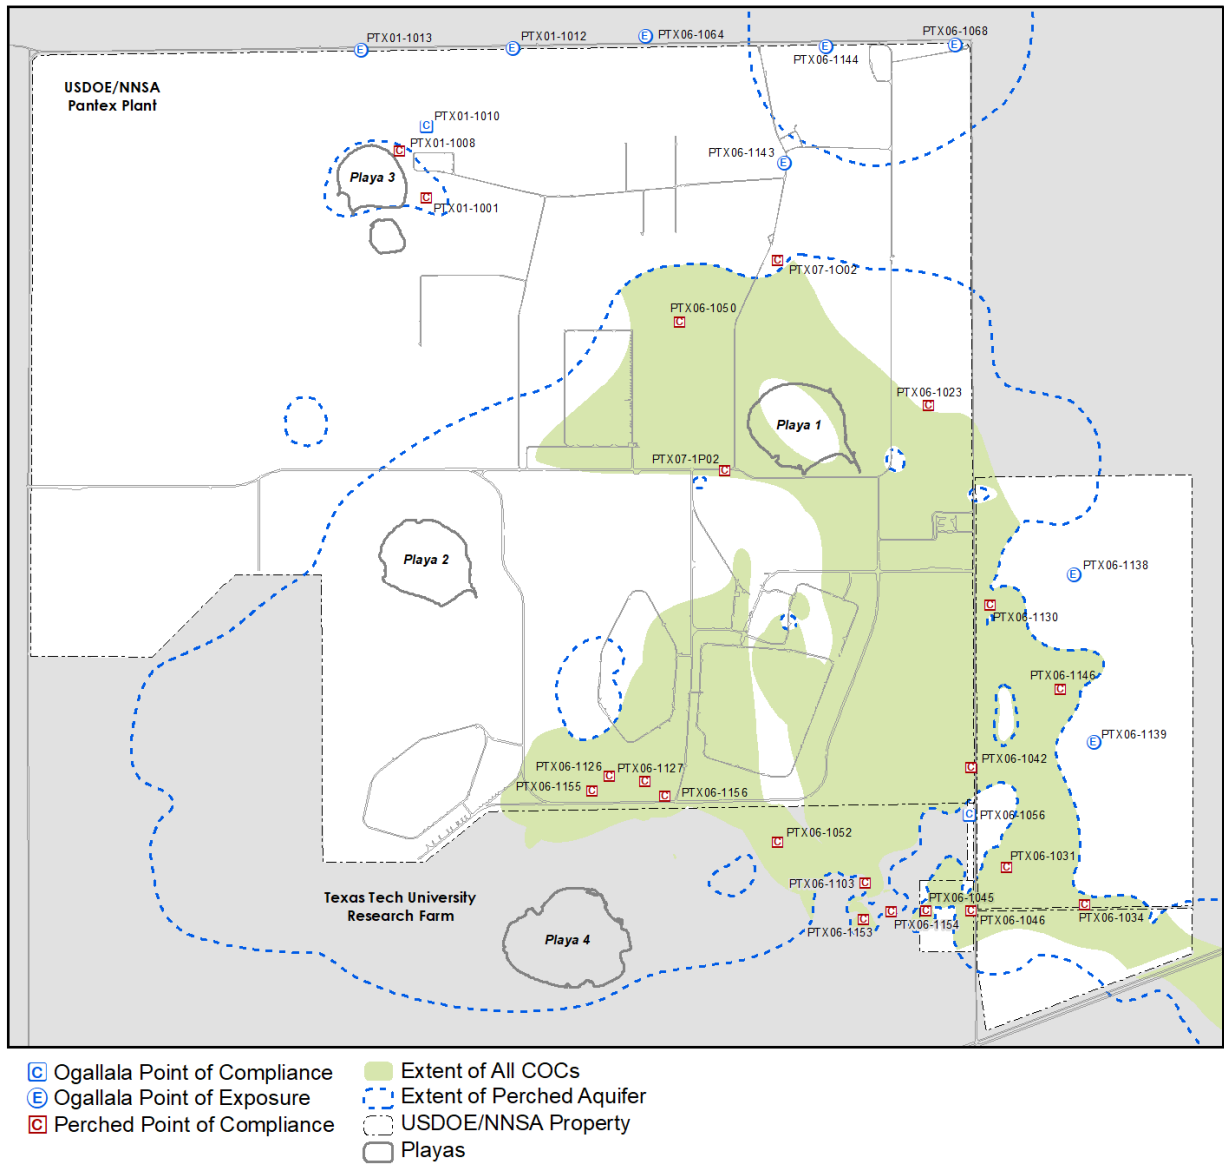 PTX01-1013
PTX01-1012
PTX06-1064
PTX06-1068
E
E
E
E
E
PTX06-1144
USDOE/NNSA
Pantex Plant
PTX01-1010
C
PTX01-1008
C
PTX06-1143
E
Playa 3
C
PTX01-1001
C
PTX07-1O02
PTX06-1050
C
PTX06-1023
C
Playa 1
PTX07-1P02
C
Playa 2
PTX06-1138
E
C
PTX06-1130
PTX06-1146
C
PTX06-1139
E
PTX06-1042
C
PTX06-1126
C
PTX06-1127
C
PTX06-1155
C
C
PTX06-1156
PTX06-1056
C
PTX06-1052
C
PTX06-1031
C
PTX06-1103
C
Texas Tech University
Research Farm
PTX06-1045
C
PTX06-1046
C
PTX06-1034
C
PTX06-1154
C
PTX06-1153
C
Playa 4
C Ogallala Point of Compliance
E Ogallala Point of Exposure
C Perched Point of Compliance
Extent of All COCs
Extent of Perched Aquifer
USDOE/NNSA Property
Playas